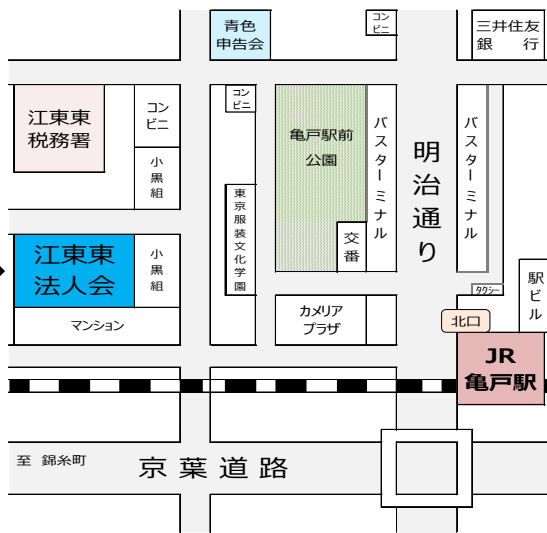 青色
申告会
コン
ビニ
三井住友
銀　行
江東東
税務署
コン
ビニ
小黒組
コン
ビニ
亀戸駅前
公園
バスターミナル
明治通り
バスターミナル
東京服装文化学園
交番
江東東
法人会
小黒組
マンション
カメリア
プラザ
タクシー
駅ビル
北口
JR
亀戸駅
至 錦糸町
京葉道路